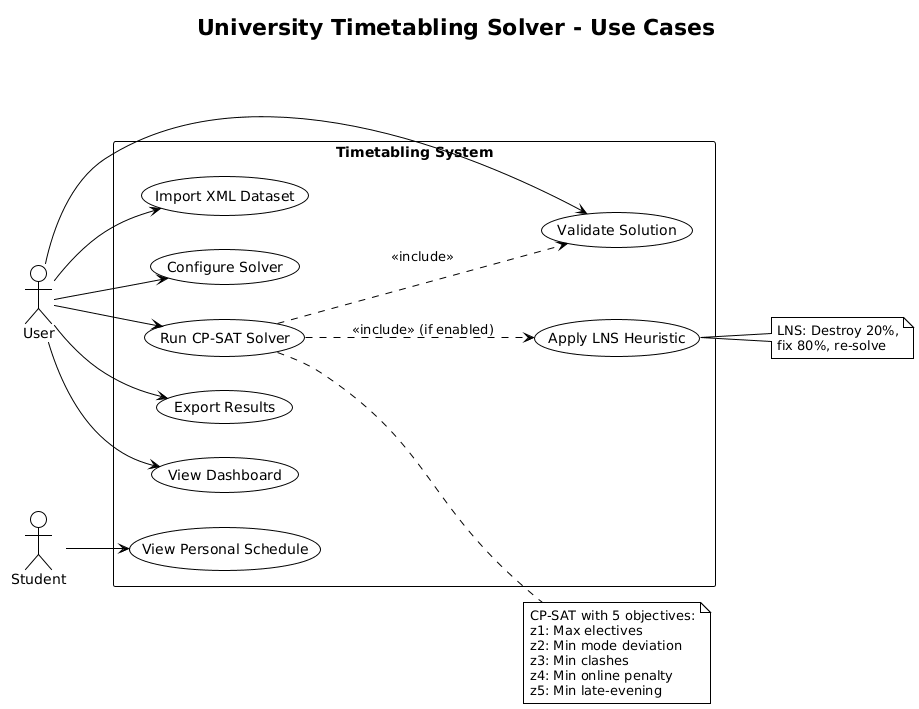 University Timetabling Solver - Use Cases
Timetabling System
Import XML Dataset
Validate Solution
«include»
Configure Solver
User
Run CP-SAT Solver
«include» (if enabled)
Apply LNS Heuristic
LNS: Destroy 20%,
fix 80%, re-solve
Export Results
View Dashboard
View Personal Schedule
Student
CP-SAT with 5 objectives:
z1: Max electives
z2: Min mode deviation
z3: Min clashes
z4: Min online penalty
z5: Min late-evening